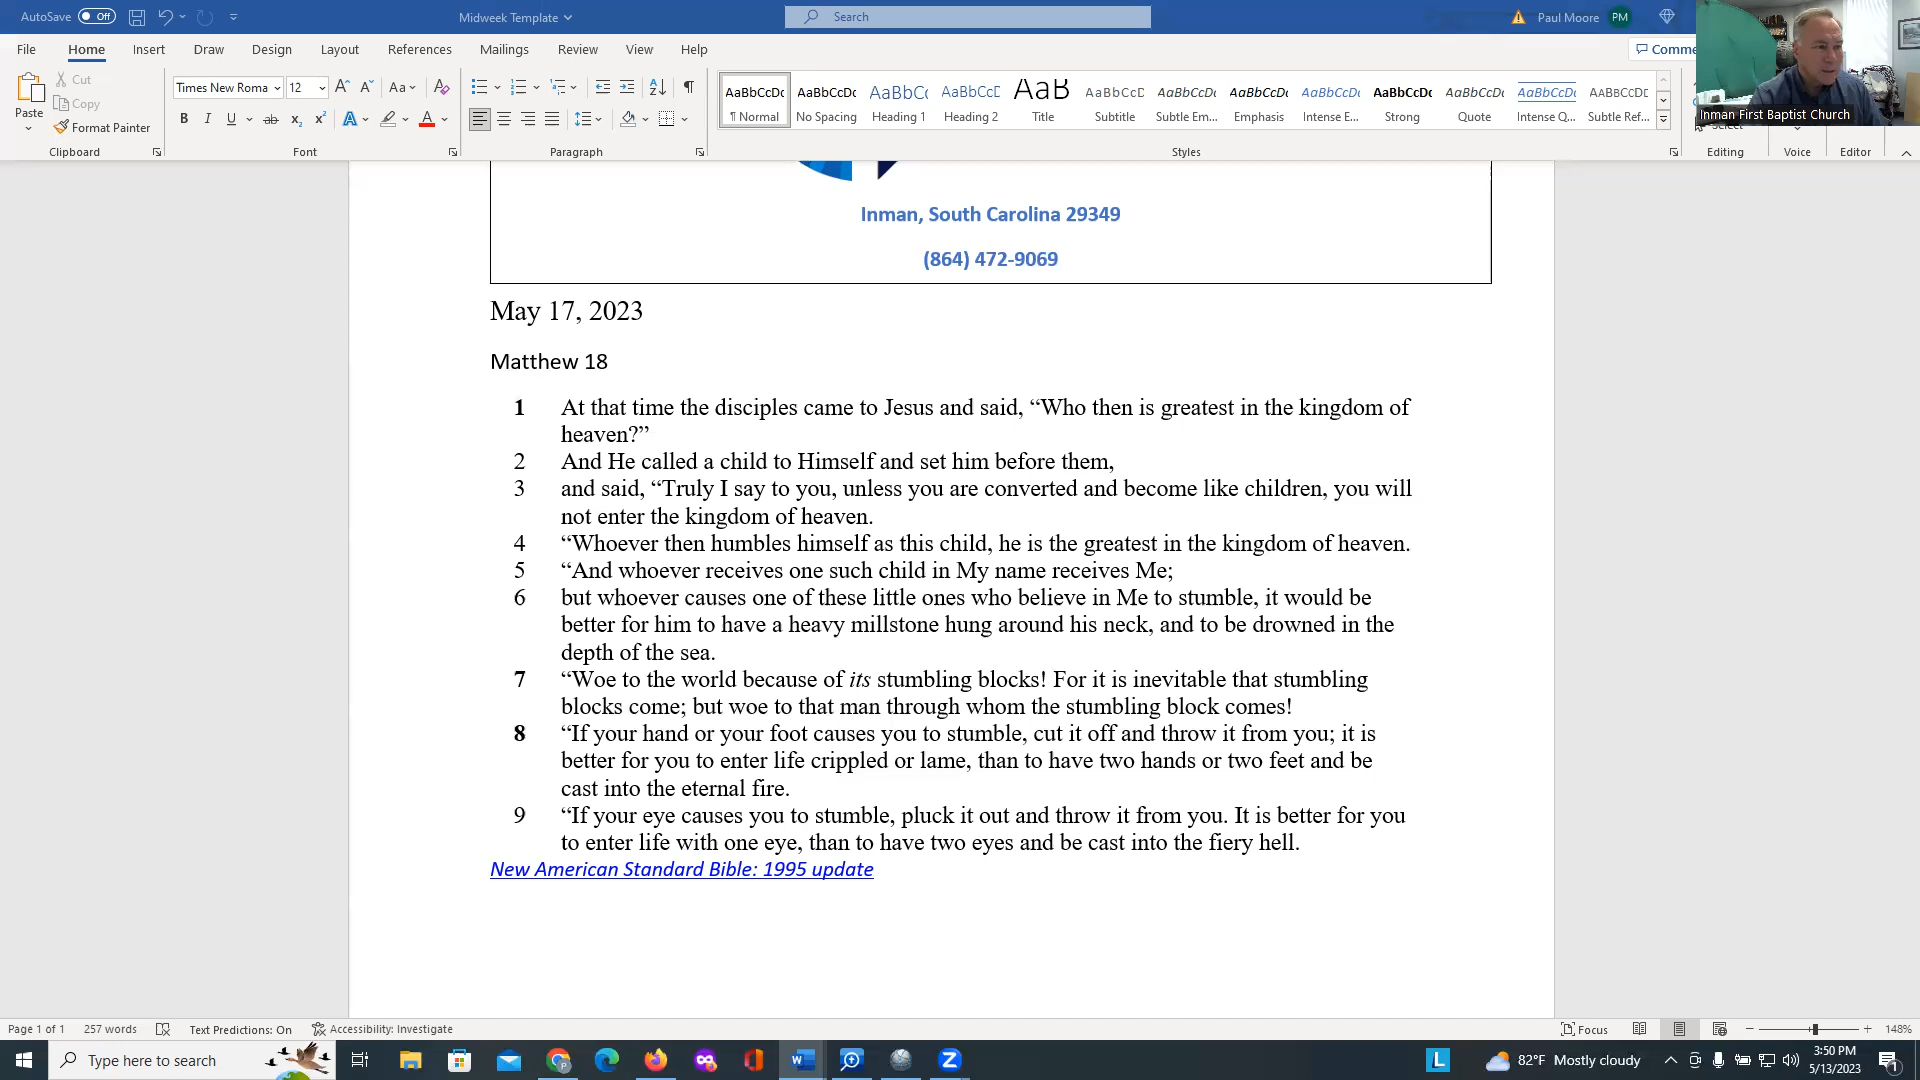 AutoSave Off Midweek Template Search Paul Moore PM
File Home Insert Draw Design Layout References Mailings Review View Help
Paste Cut Copy Format Painter Clipboard
Times New Roma 12 Aa Font
Paragraph
AaBbCcDc AaBbCcDc AaBbC AaBbCcD AaB AaBbCcD AaBbCcDc AaBbCcDc AaBbCcDc AaBbCcDc AaBbCcDc AaBbCcDc AaBbCcDc
¶ Normal No Spacing Heading 1 Heading 2 Title Subtitle Subtle Em... Emphasis Intense E... Strong Quote Intense Q... Subtle Ref...
Styles Select Editing Voice Editor
Inman First Baptist Church
Inman, South Carolina 29349
(864) 472-9069
May 17, 2023
Matthew 18
1 At that time the disciples came to Jesus and said, “Who then is greatest in the kingdom of
heaven?”
2 And He called a child to Himself and set him before them,
3 and said, “Truly I say to you, unless you are converted and become like children, you will
not enter the kingdom of heaven.
4 “Whoever then humbles himself as this child, he is the greatest in the kingdom of heaven.
5 “And whoever receives one such child in My name receives Me;
6 but whoever causes one of these little ones who believe in Me to stumble, it would be
better for him to have a heavy millstone hung around his neck, and to be drowned in the
depth of the sea.
7 “Woe to the world because of its stumbling blocks! For it is inevitable that stumbling
blocks come; but woe to that man through whom the stumbling block comes!
8 “If your hand or your foot causes you to stumble, cut it off and throw it from you; it is
better for you to enter life crippled or lame, than to have two hands or two feet and be
cast into the eternal fire.
9 “If your eye causes you to stumble, pluck it out and throw it from you. It is better for you
to enter life with one eye, than to have two eyes and be cast into the fiery hell.
New American Standard Bible: 1995 update
Page 1 of 1 257 words Text Predictions: On Accessibility: Investigate Focus 148%
Type here to search 82°F Mostly cloudy 3:50 PM
5/13/2023